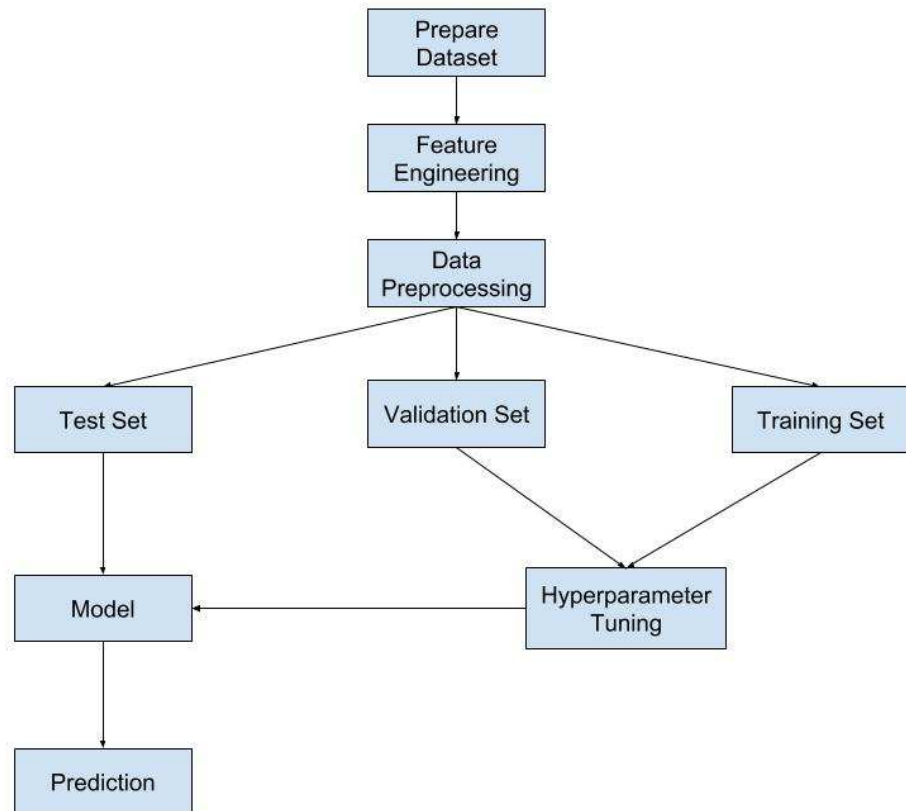 Prepare
Dataset
Feature
Engineering
Data
Preprocessing
Test Set
Validation Set
Training Set
Model
Hyperparameter
Tuning
Prediction